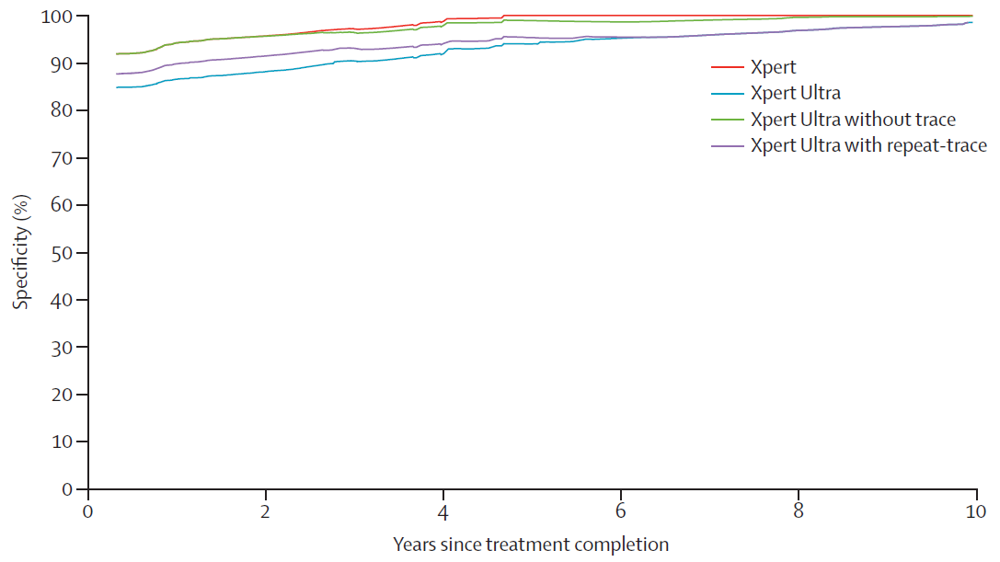 100
90
80
70
60
50
40
30
20
10
0
Specificity (%)
Xpert
Xpert Ultra
Xpert Ultra without trace
Xpert Ultra with repeat-trace
0 2 4 6 8 10
Years since treatment completion